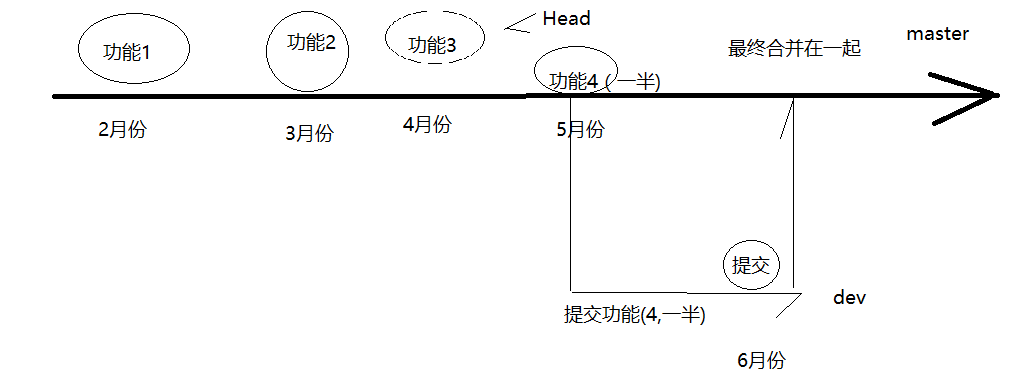 功能1
功能2
功能3
Head
功能4 ( 一半)
最终合并在一起
master
2月份
3月份
4月份
5月份
提交
dev
提交功能(4,一半)
6月份